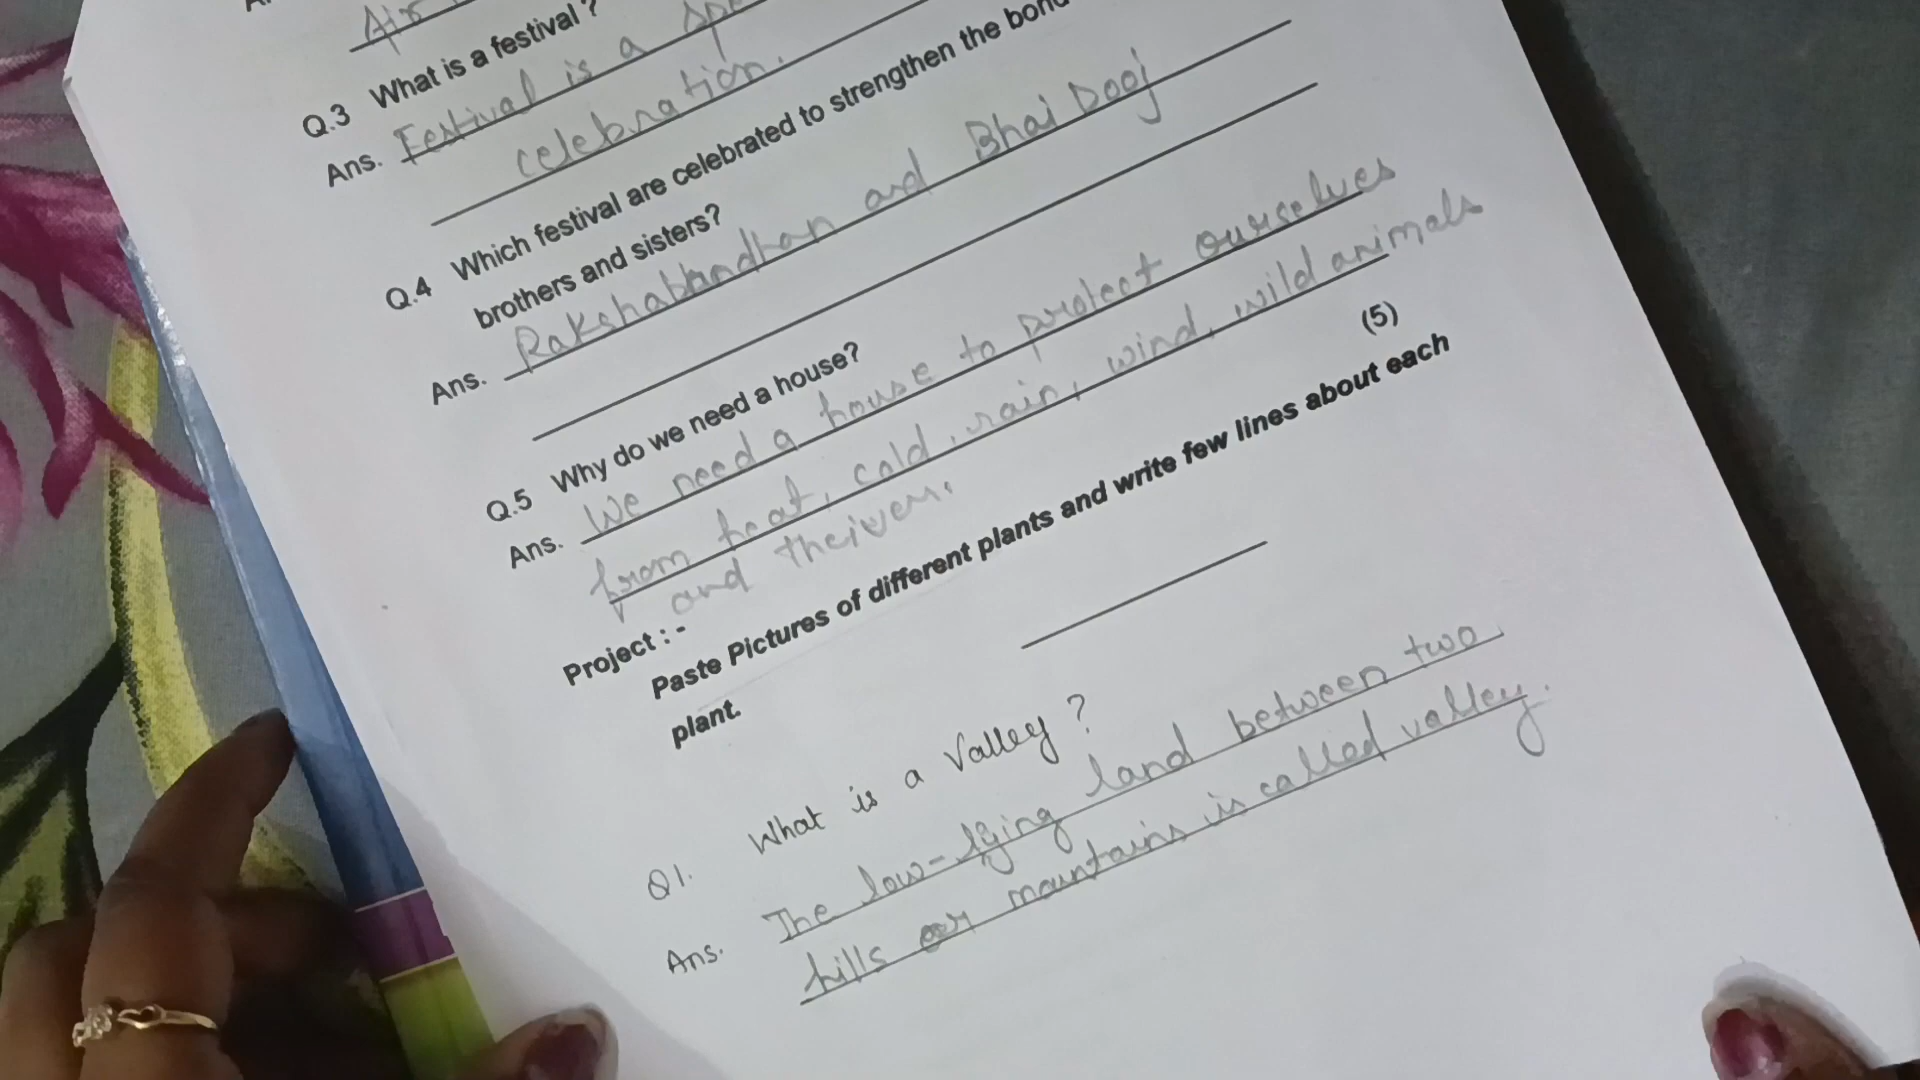 Air
Q.3 What is a festival?
Ans. Festival is a
celebration.
Q.4 Which festival are celebrated to strengthen the bond
brothers and sisters?
Ans. Rakshabhndhan and Bhai Dooj
Q.5 Why do we need a house?
Ans. We need a house to protect ourselves
from heat, cold, rain, wind, wild animals
and theives.
(5)
Project : -
Paste Pictures of different plants and write few lines about each
plant.
Q1. What is a Valley?
Ans. The low-lying land between two
hills or mountains is called valley.